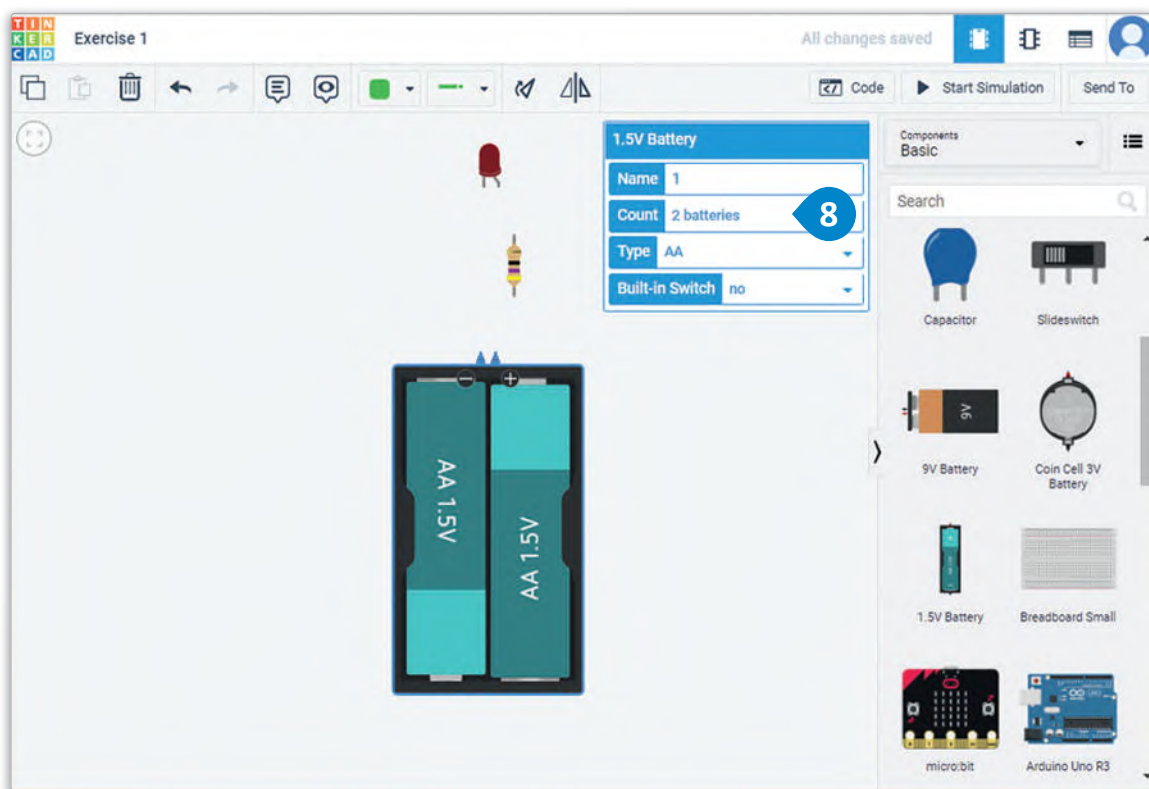 TIN
KER
CAD
Exercise 1
All changes saved
Code
Start Simulation
Send To
1.5V Battery
Name 1
Count 2 batteries
8
Type AA
Built-in Switch no
AA 1.5V
AA 1.5V
Components
Basic
Search
Capacitor
Slideswitch
9V
9V Battery
Coin Cell 3V
Battery
1.5V Battery
Breadboard Small
micro:bit
Arduino Uno R3